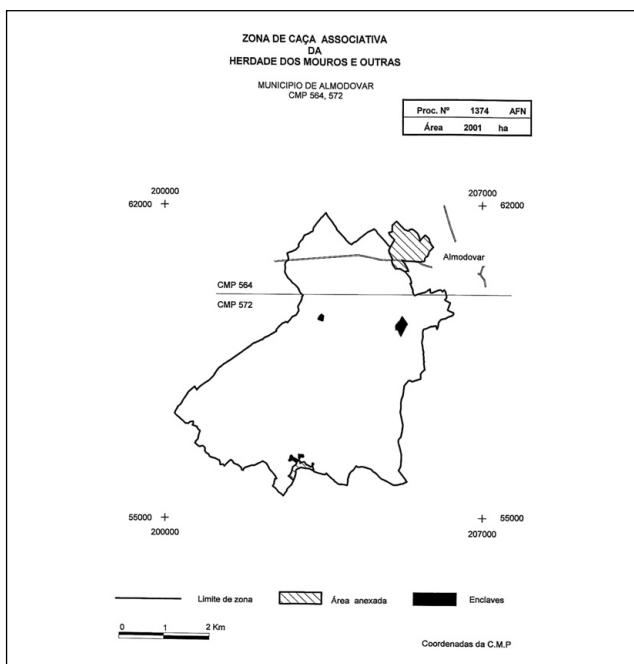 ZONA DE CAÇA ASSOCIATIVA
DA
HERDADE DOS MOUROS E OUTRAS
MUNICIPIO DE ALMODOVAR
CMP 564, 572
Proc. Nº 1374 AFN
Área 2001 ha
200000
62000
207000
62000
Almodovar
CMP 564
CMP 572
55000
200000
55000
207000
Limite de zona
Área anexada
Enclaves
0 1 2 Km
Coordenadas da C.M.P